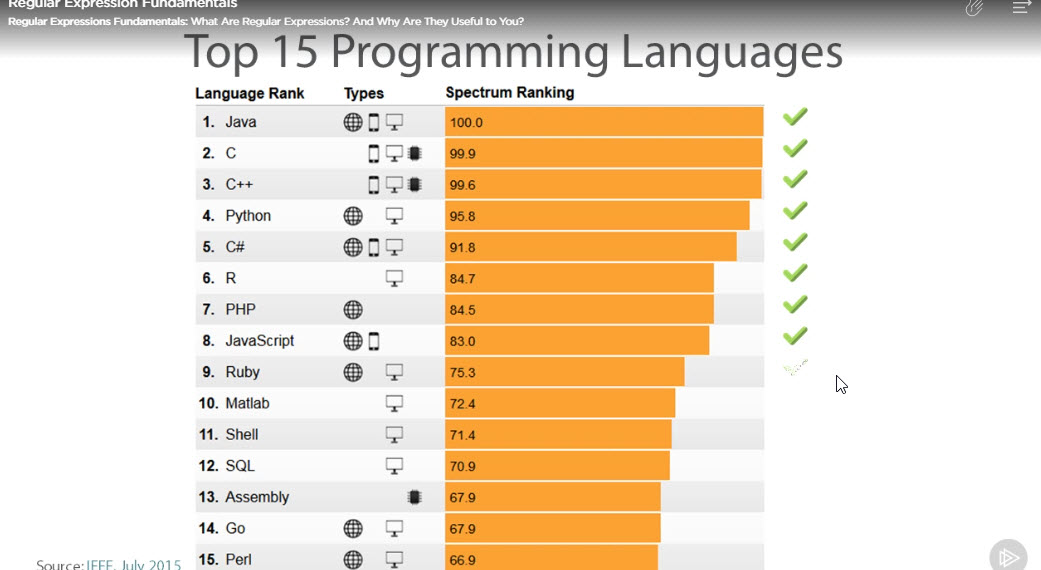 Regular Expression Fundamentals
Regular Expressions Fundamentals: What Are Regular Expressions? And Why Are They Useful to You?
Top 15 Programming Languages
Language Rank Types Spectrum Ranking
1. Java 100.0
2. C 99.9
3. C++ 99.6
4. Python 95.8
5. C# 91.8
6. R 84.7
7. PHP 84.5
8. JavaScript 83.0
9. Ruby 75.3
10. Matlab 72.4
11. Shell 71.4
12. SQL 70.9
13. Assembly 67.9
14. Go 67.9
15. Perl 66.9
Source: IEEE, July 2015